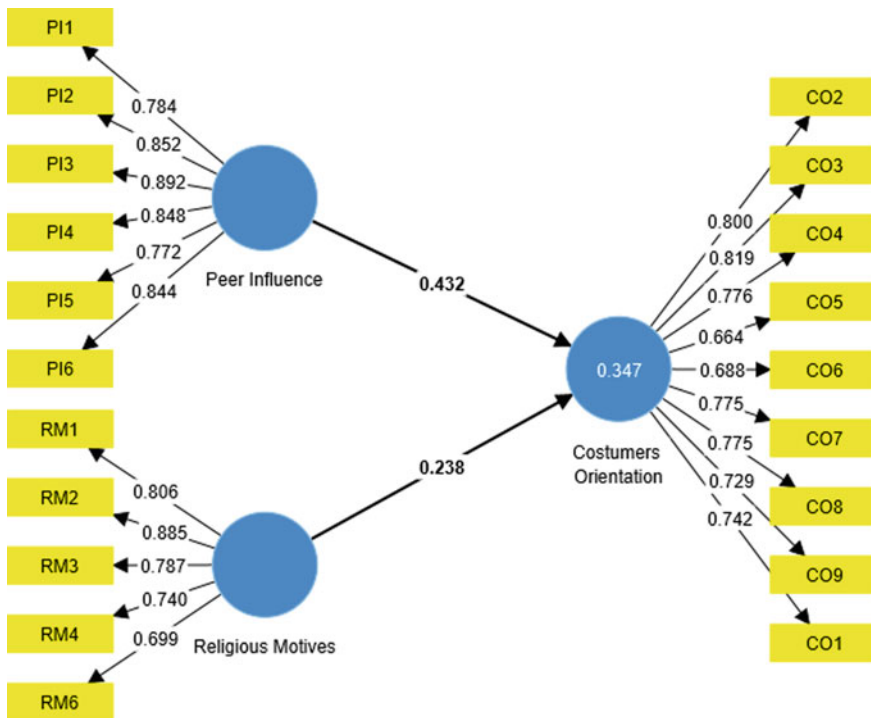 PI1
PI2
PI3
PI4
PI5
PI6
0.784
0.852
0.892
0.848
0.772
0.844
Peer Influence
RM1
RM2
RM3
RM4
RM6
0.806
0.885
0.787
0.740
0.699
Religious Motives
0.432
0.238
0.347
Costumers
Orientation
0.800
0.819
0.776
0.664
0.688
0.775
0.775
0.729
0.742
CO2
CO3
CO4
CO5
CO6
CO7
CO8
CO9
CO1